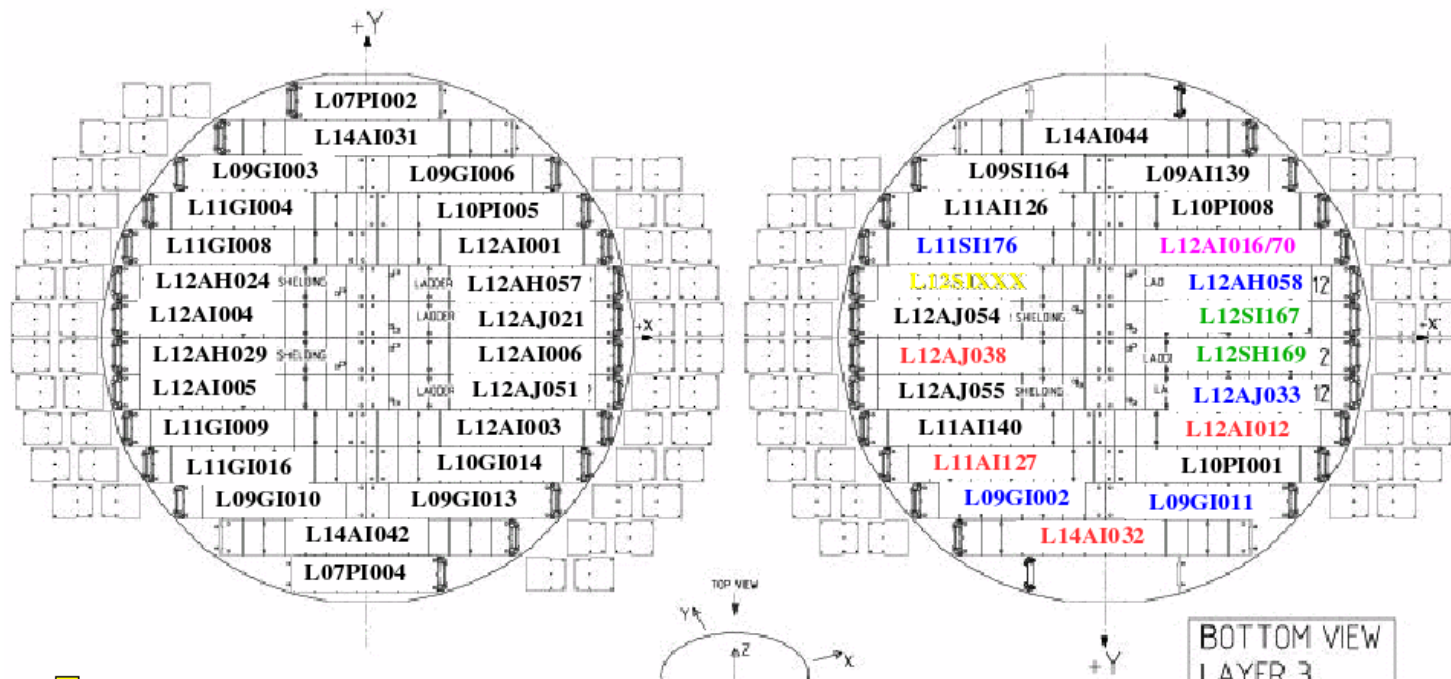 +Y
L07PI002
L14AI031
L09GI003 L09GI006
L11GI004 L10PI005
L11GI008 L12AI001
L12AH024 SHIELDING LADDER L12AH057
L12AI004 LADDER L12AJ021
+X
L12AH029 SHIELDING L12AI006
L12AI005 LADDER L12AJ051
L11GI009 L12AI003
L11GI016 L10GI014
L09GI010 L09GI013
L14AI042
L07PI004
L14AI044
L09SI164 L09AI139
L11AI126 L10PI008
L11SI176 L12AI016/70
L12SIXXX LAD L12AH058 12
L12AJ054 SHIELDING L12SI167
+X
L12AJ038 LADD L12SH169 2
L12AJ055 SHIELDING LA L12AJ033 12
L11AI140 L12AI012
L11AI127 L10PI001
L09GI002 L09GI011
L14AI032
+Y
TOP VIEW
Y
Z
X
BOTTOM VIEW
LAYER 3